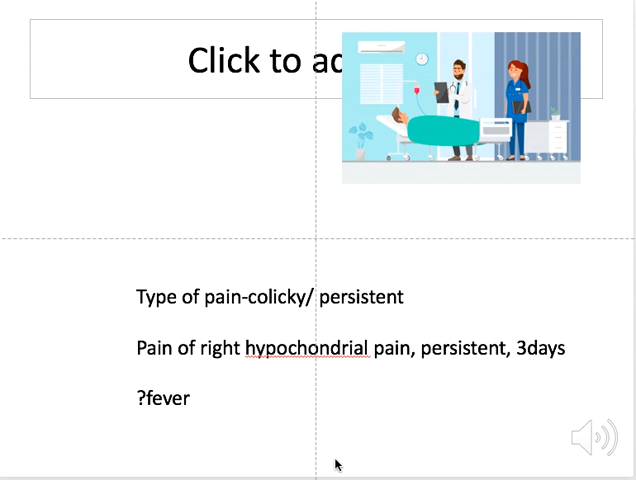 Click to ad
Type of pain-colicky/ persistent
Pain of right hypochondrial pain, persistent, 3days
?fever